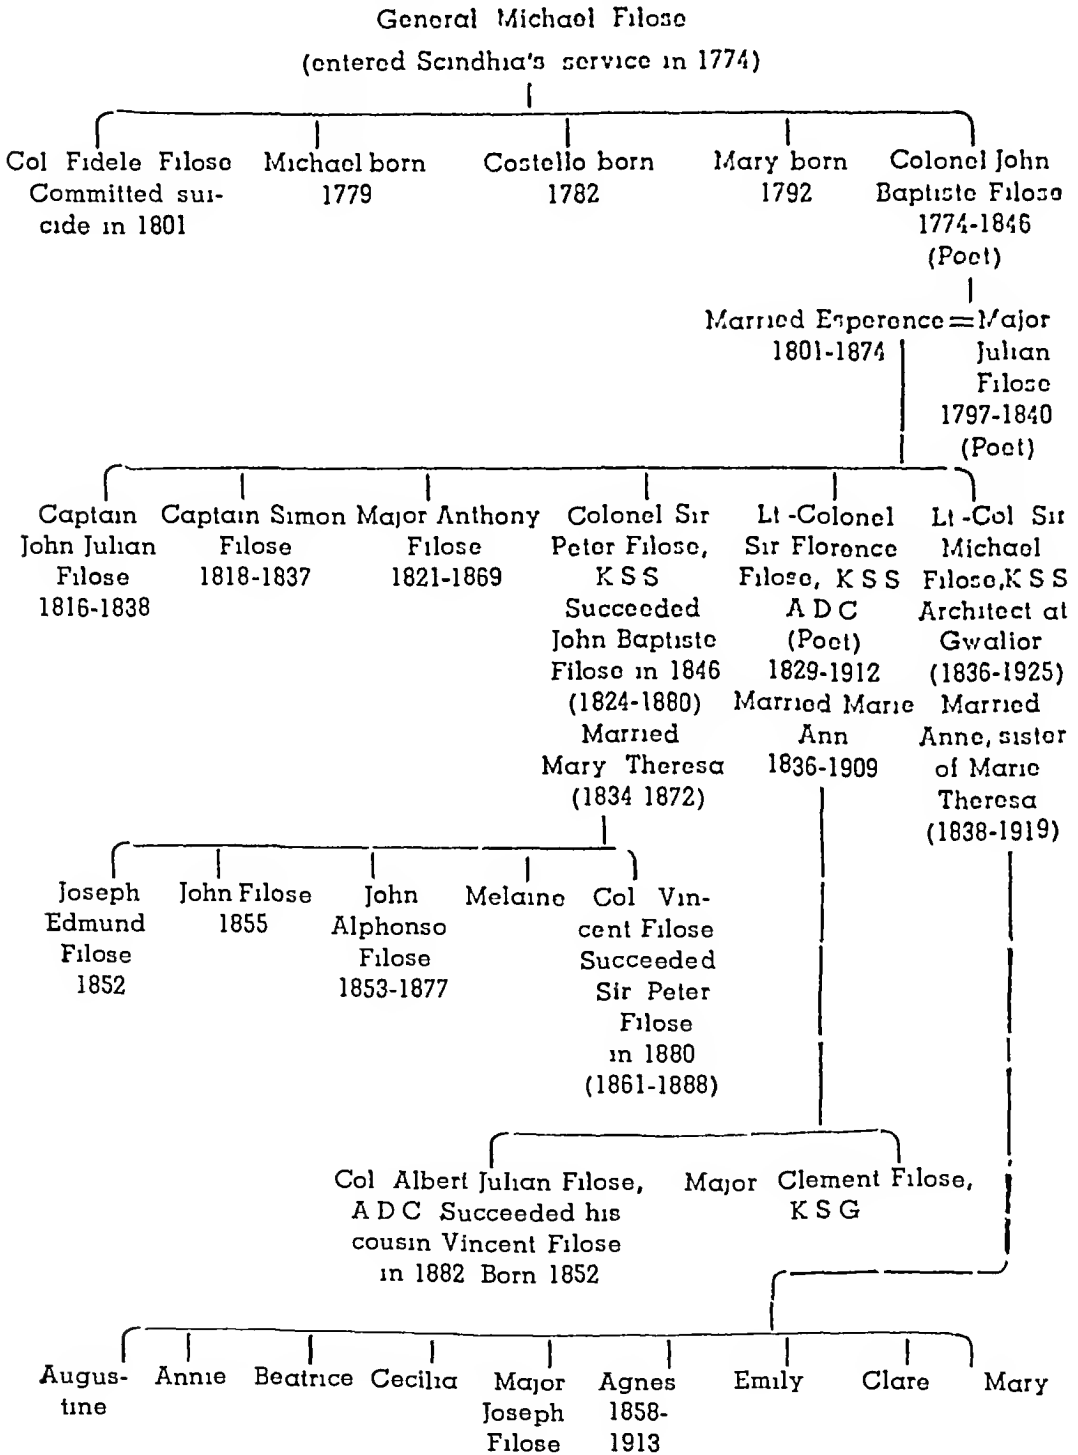 General Michael Filose
(entered Scindhia's service in 1774)
Col Fidele Filose
Committed sui-
cide in 1801
Michael born
1779
Costello born
1782
Mary born
1792
Colonel John
Baptiste Filose
1774-1846
(Poet)
Married Esperence = Major
1801-1874
Julian
Filose
1797-1840
(Poet)
Captain
John Julian
Filose
1816-1838
Captain Simon
Filose
1818-1837
Major Anthony
Filose
1821-1869
Colonel Sir
Peter Filose,
K S S
Succeeded
John Baptiste
Filose in 1846
(1824-1880)
Married
Mary Theresa
(1834 1872)
Lt -Colonel
Sir Florence
Filose, K S S
A D C
(Poet)
1829-1912
Married Marie
Ann
1836-1909
Lt -Col Sir
Michael
Filose, K S S
Architect at
Gwalior
(1836-1925)
Married
Anne, sister
of Marie
Theresa
(1838-1919)
Joseph
Edmund
Filose
1852
John Filose
1855
John
Alphonso
Filose
1853-1877
Melaine
Col Vin-
cent Filose
Succeeded
Sir Peter
Filose
in 1880
(1861-1888)
Col Albert Julian Filose,
A D C Succeeded his
cousin Vincent Filose
in 1882 Born 1852
Major Clement Filose,
K S G
Augus-
tine
Annie
Beatrice
Cecilia
Major
Joseph
Filose
Agnes
1858-
1913
Emily
Clare
Mary